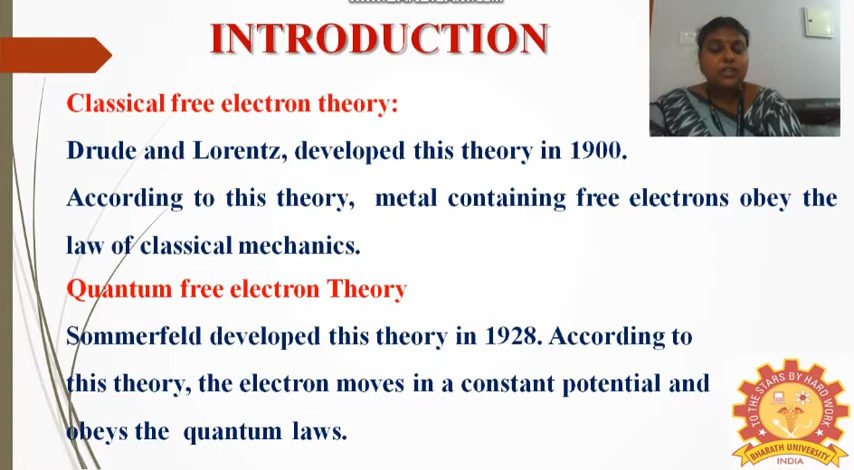 INTRODUCTION
Classical free electron theory:
Drude and Lorentz, developed this theory in 1900.
According to this theory, metal containing free electrons obey the
law of classical mechanics.
Quantum free electron Theory
Sommerfeld developed this theory in 1928. According to
this theory, the electron moves in a constant potential and
obeys the quantum laws.
TO THE STARS BY HARD WORK
BHARATH UNIVERSITY
INDIA